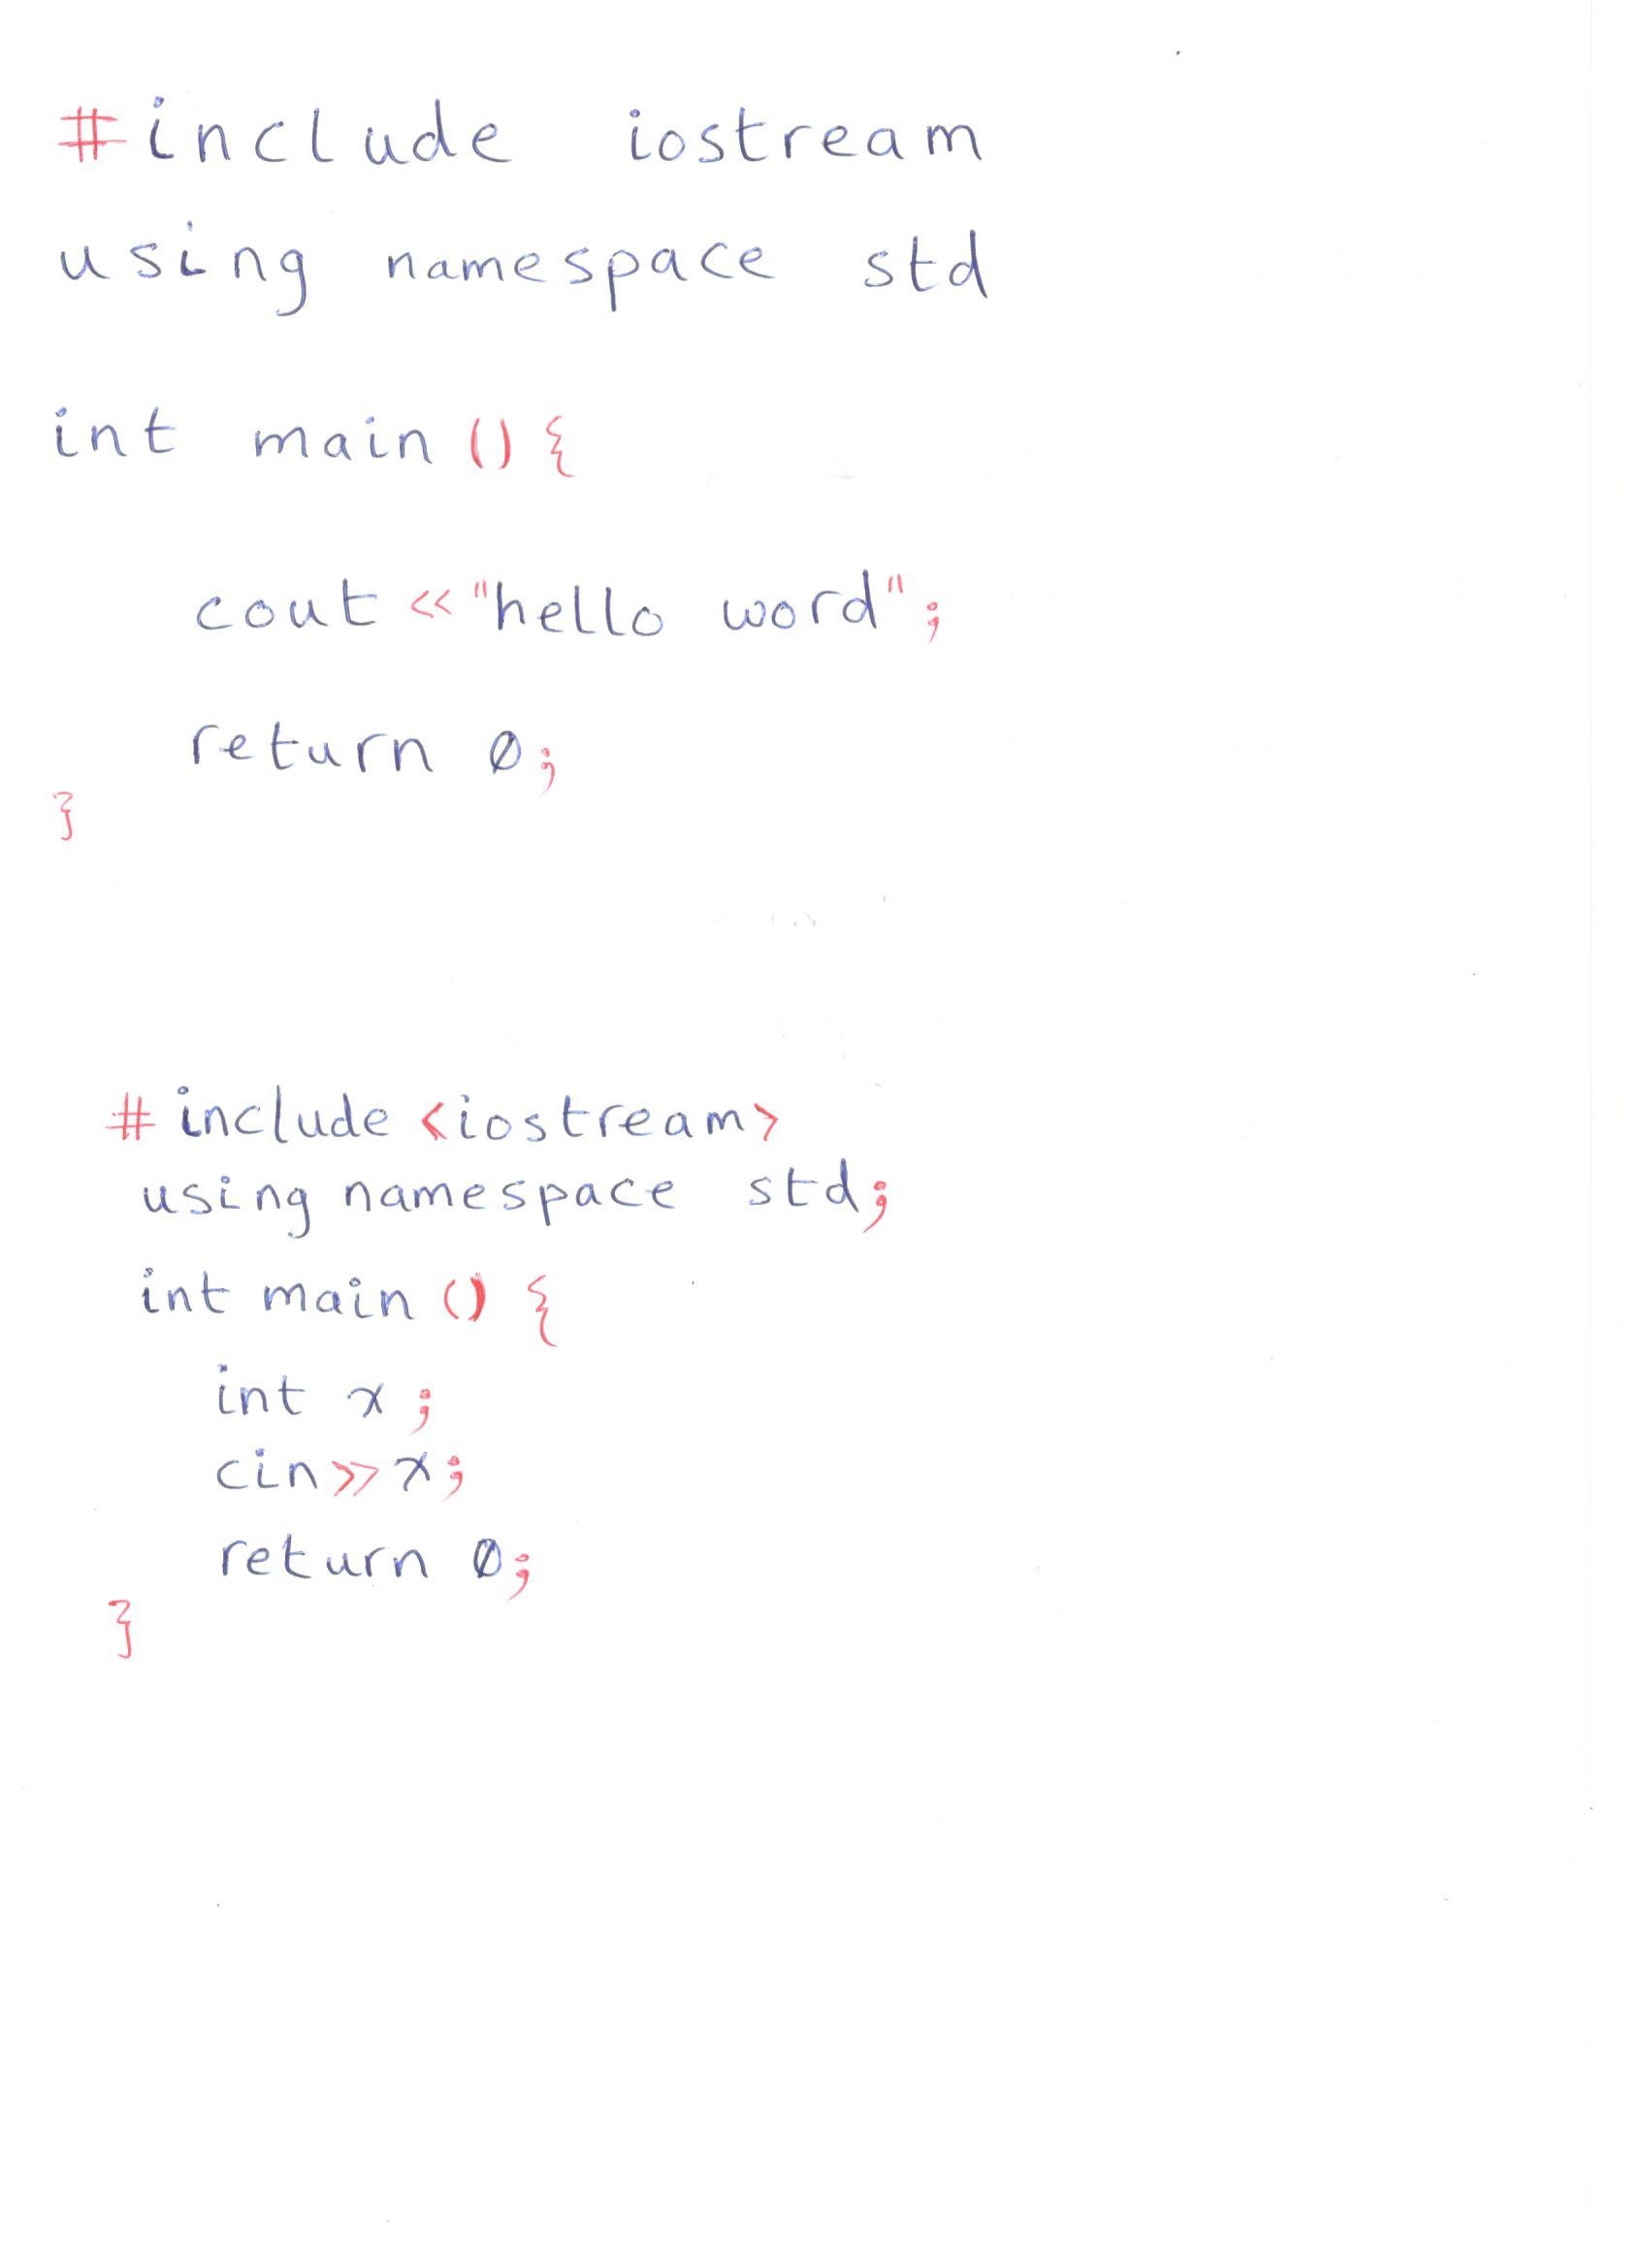 #include iostream
using namespace std
int main () {
cout << "hello word";
return 0;
}
#include <iostream>
using namespace std;
int main () {
int x;
cin >> x;
return 0;
}